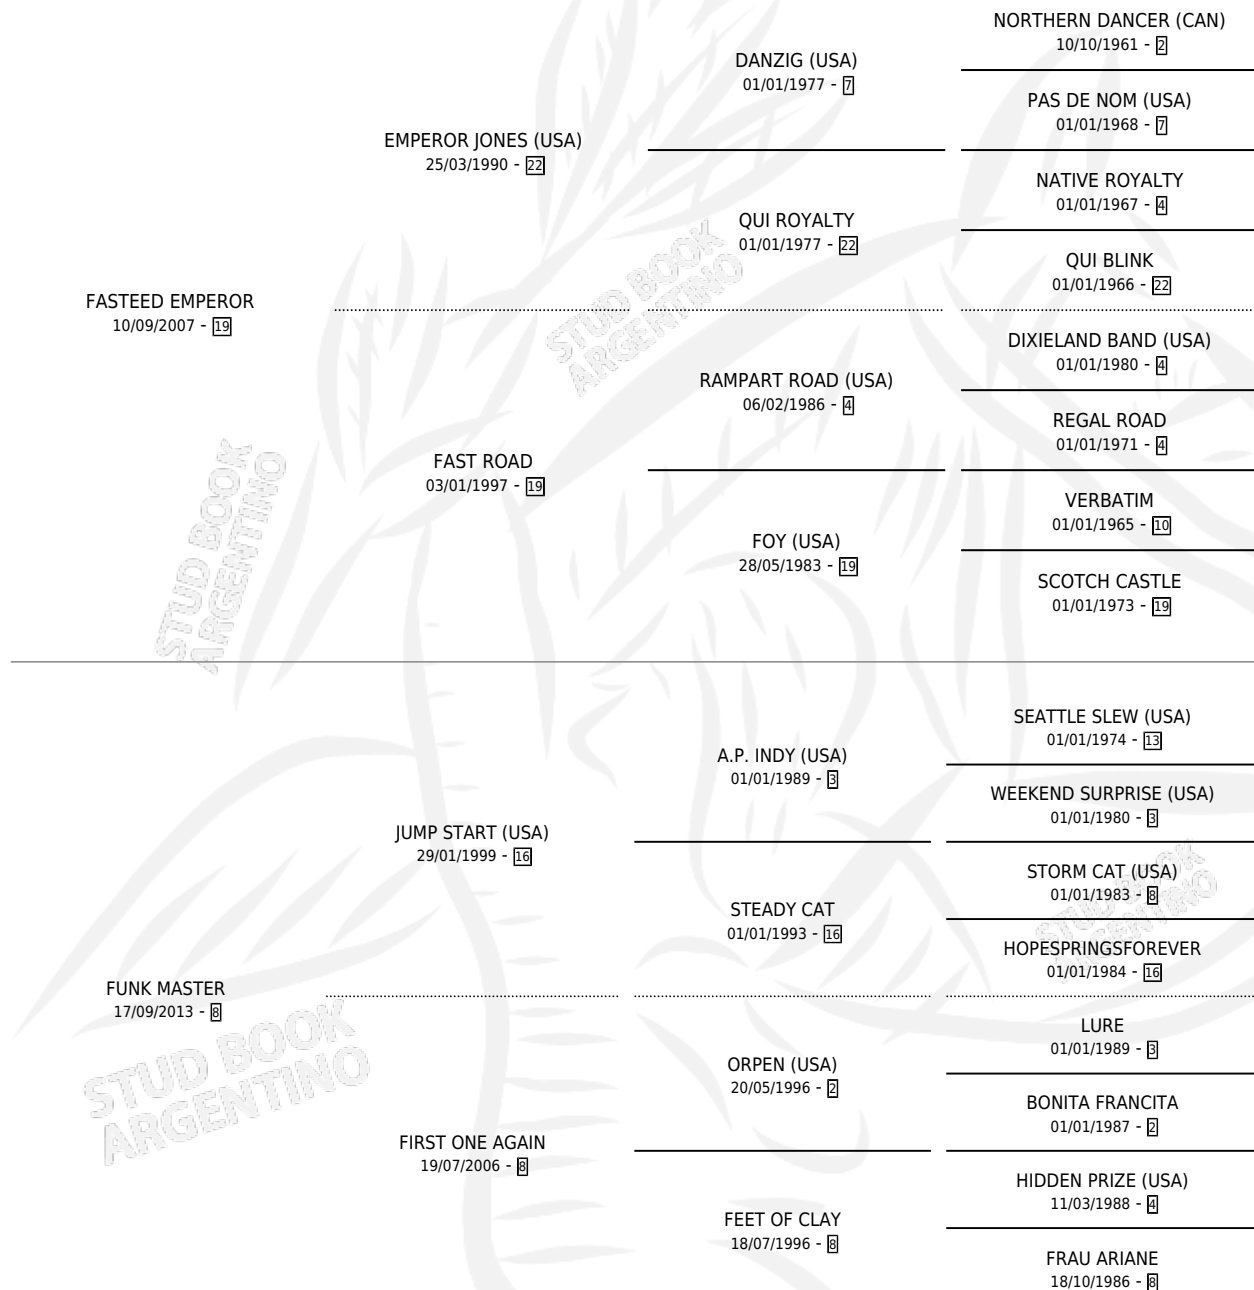 NORTHERN DANCER (CAN)
10/10/1961 - 2
DANZIG (USA)
01/01/1977 - 7
PAS DE NOM (USA)
01/01/1968 - 7
EMPEROR JONES (USA)
25/03/1990 - 22
NATIVE ROYALTY
01/01/1967 - 4
QUI ROYALTY
01/01/1977 - 22
QUI BLINK
01/01/1966 - 22
FASTEED EMPEROR
10/09/2007 - 19
DIXIELAND BAND (USA)
01/01/1980 - 4
RAMPART ROAD (USA)
06/02/1986 - 4
REGAL ROAD
01/01/1971 - 4
FAST ROAD
03/01/1997 - 19
VERBATIM
01/01/1965 - 10
FOY (USA)
28/05/1983 - 19
SCOTCH CASTLE
01/01/1973 - 19
STUD BOOK
ARGENTINO
STUD BOOK
ARGENTINO
SEATTLE SLEW (USA)
01/01/1974 - 13
A.P. INDY (USA)
01/01/1989 - 3
WEEKEND SURPRISE (USA)
01/01/1980 - 3
JUMP START (USA)
29/01/1999 - 16
STORM CAT (USA)
01/01/1983 - 8
STEADY CAT
01/01/1993 - 16
HOPESPRINGSFOREVER
01/01/1984 - 16
FUNK MASTER
17/09/2013 - 8
LURE
01/01/1989 - 3
ORPEN (USA)
20/05/1996 - 2
BONITA FRANCITA
01/01/1987 - 2
FIRST ONE AGAIN
19/07/2006 - 8
HIDDEN PRIZE (USA)
11/03/1988 - 4
FEET OF CLAY
18/07/1996 - 8
FRAU ARIANE
18/10/1986 - 8
STUD BOOK
ARGENTINO
STUD BOOK
ARGENTINO